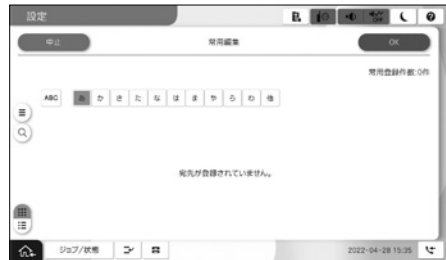 設定
中止
常用編集
OK
常用登録件数:0件
ABC あ か さ た な は ま や ら わ 他
宛先が登録されていません。
ジョブ/状態
2022-04-28 15:35